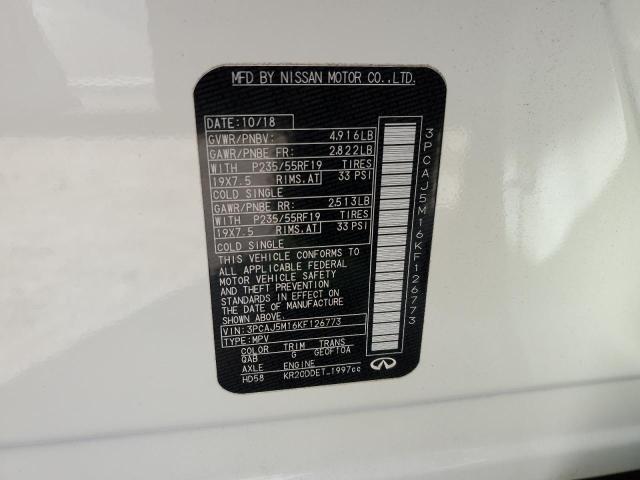 MFD BY NISSAN MOTOR CO.,LTD.
DATE: 10/18
GVWR/PNBV: 4,916LB
GAWR/PNBE FR: 2,822LB
WITH P235/55RF19 TIRES
19X7.5 RIMS.AT 33 PSI
COLD SINGLE
GAWR/PNBE RR: 2,513LB
WITH P235/55RF19 TIRES
19X7.5 RIMS.AT 33 PSI
COLD SINGLE
THIS VEHICLE CONFORMS TO
ALL APPLICABLE FEDERAL
MOTOR VEHICLE SAFETY
AND THEFT PREVENTION
STANDARDS IN EFFECT ON
THE DATE OF MANUFACTURE
SHOWN ABOVE.
VIN: 3PCAJ5M16KF126773
TYPE: MPV
COLOR TRIM TRANS
QAB G GE0FT0A
AXLE ENGINE
HD58 KR20DDET 1997cc
3PCAJ5M16KF126773